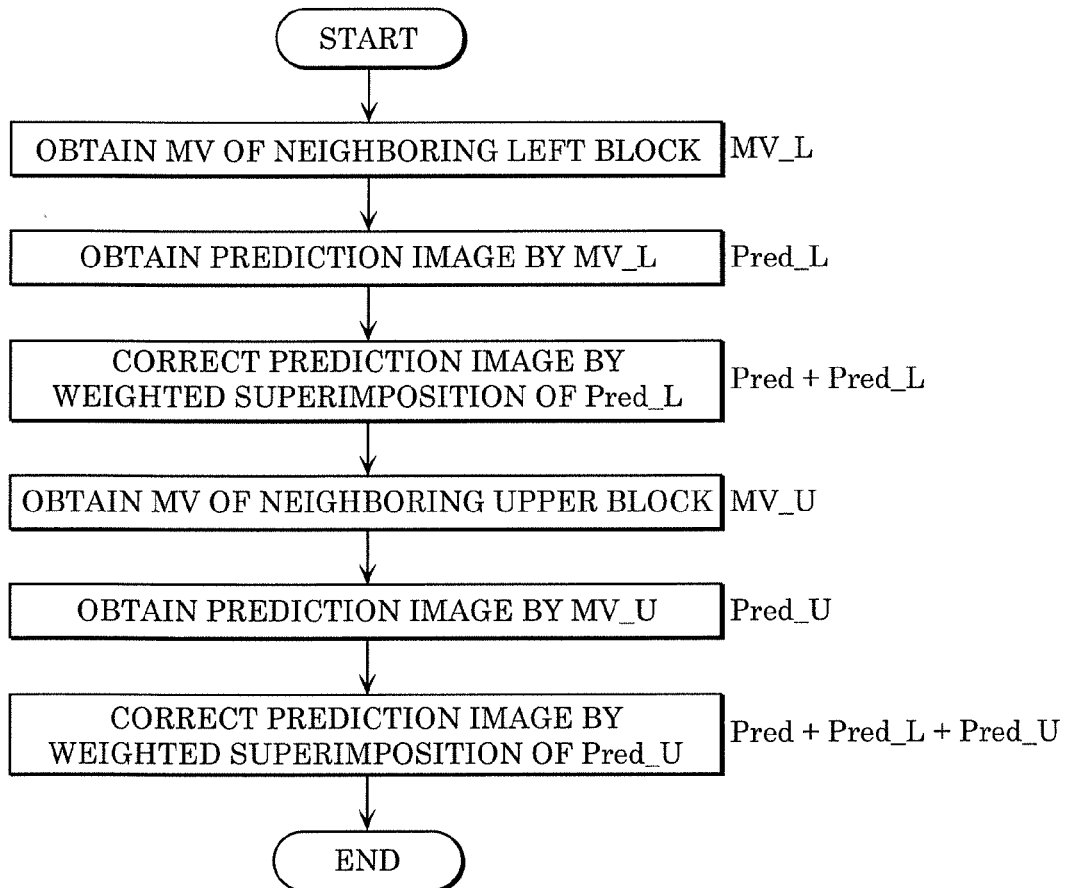 START
OBTAIN MV OF NEIGHBORING LEFT BLOCK MV_L
OBTAIN PREDICTION IMAGE BY MV_L Pred_L
CORRECT PREDICTION IMAGE BY
WEIGHTED SUPERIMPOSITION OF Pred_L
Pred + Pred_L
OBTAIN MV OF NEIGHBORING UPPER BLOCK MV_U
OBTAIN PREDICTION IMAGE BY MV_U Pred_U
CORRECT PREDICTION IMAGE BY
WEIGHTED SUPERIMPOSITION OF Pred_U
Pred + Pred_L + Pred_U
END